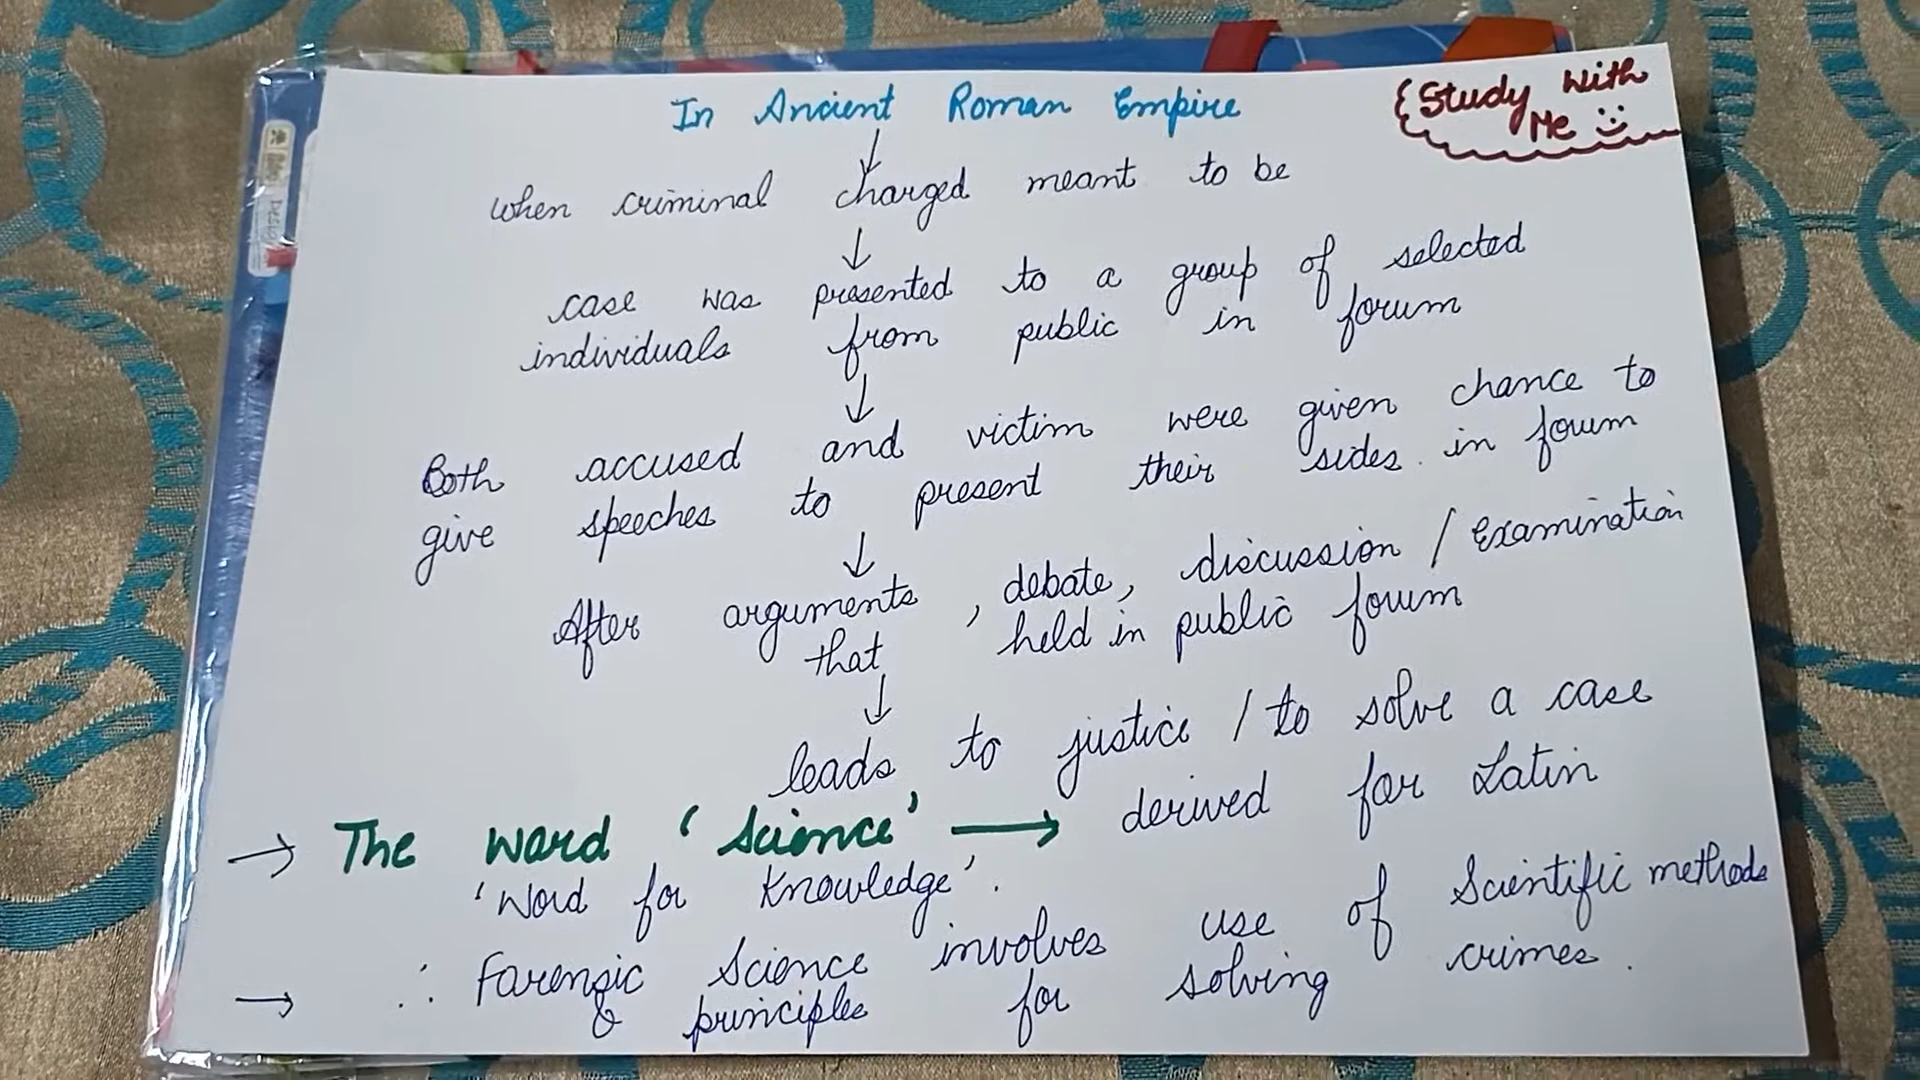 In Ancient Roman Empire
{Study With
Me
↓
when criminal charged meant to be
↓
case was presented to a group of selected
individuals from public in forum
↓
Both accused and victim were given chance to
give speeches to present their sides in forum
↓
After arguments, debate, discussion / Examination
that held in public forum
↓
leads to justice / to solve a case
→ The word 'Science' → derived for Latin
'Word for Knowledge'.
→ ∴ Forensic Science involves use of Scientific methods
& principles for solving crimes.